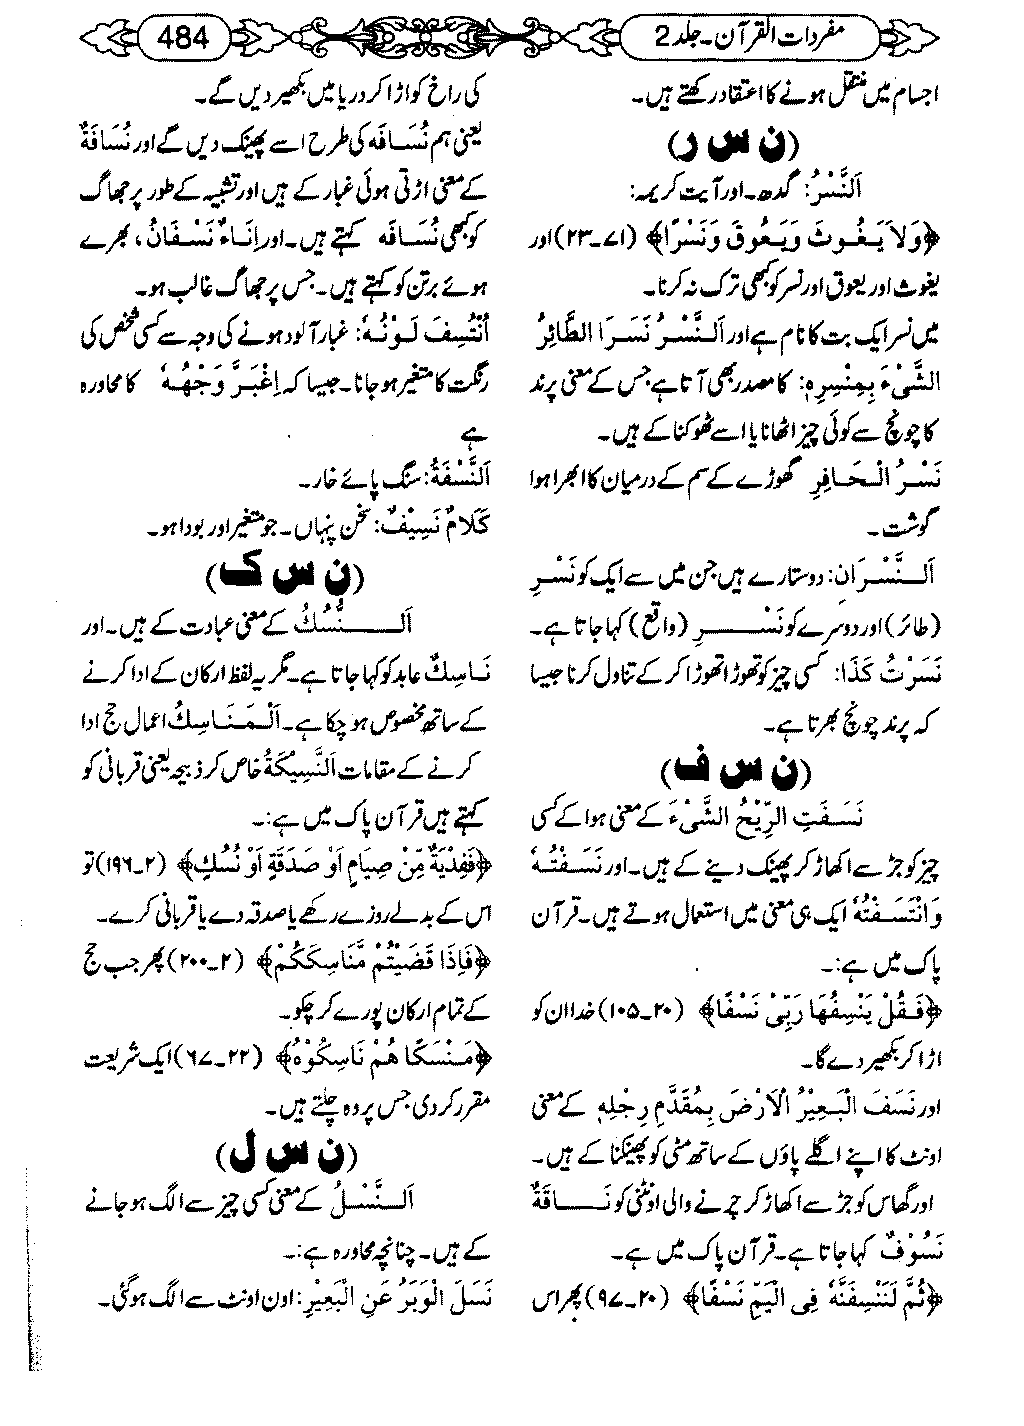 مفردات القرآن۔جلد 2
484
اجسام میں منتقل ہونے کا اعتقاد رکھتے ہیں۔
(ن س ر)
اَلنَّسْرُ: گدھ۔اور آیت کریمہ:
﴿وَلاَ یَغُوثَ وَیَعُوقَ وَنَسْرًا﴾ (۷۱۔۲۳) اور
یغوث اور یعوق اور نسر کو کبھی ترک نہ کرنا۔
میں نسر ایک بت کا نام ہے اور اَلنَّسْرُ نَسَرَا الطَّائِرُ
الشَّیْءَ بِمِنْسِرِہٖ: کا مصدر بھی آتا ہے جس کے معنی پرند
کا چونچ سے کوئی چیز اٹھانا یا اسے ٹھوکنا کے ہیں۔
نَسْرُ الْحَافِرِ گھوڑے کے سم کے درمیان کا ابھرا ہوا
گوشت۔
اَلنَّسْرَانِ: دو ستارے ہیں جن میں سے ایک کو نَسْرِ
(طائر) اور دوسرے کو نَسْرِ (واقع) کہا جاتا ہے۔
نَسَرْتُ کَذَا: کسی چیز کو تھوڑا تھوڑا کر کے تناول کرنا جیسا
کہ پرند چونچ بھرتا ہے۔
(ن س ف)
نَسَفَتِ الرِّیْحُ الشَّیْءَ کے معنی ہوا کے کسی
چیز کو جڑ سے اکھاڑ کر پھینک دینے کے ہیں۔اور نَسَفْتُہٗ
وَانْتَسَفْتُہٗ ایک ہی معنی میں استعمال ہوتے ہیں۔قرآن
پاک میں ہے:۔
﴿فَقُلْ یَنْسِفُهَا رَبِّیْ نَسْفًا﴾ (۲۰۔۱۰۵) خدا ان کو
اڑا کر بکھیر دے گا۔
اور نَسَفَ الْبَعِیْرُ الْاَرْضَ بِمُقَدَّمِ رِجْلِہٖ کے معنی
اونٹ کا اپنے اگلے پاؤں کے ساتھ مٹی کو پھینکنا کے ہیں۔
اور گھاس کو جڑ سے اکھاڑ کر چرنے والی اونٹنی کو نَاقَةٌ
نَسُوْفٌ کہا جاتا ہے۔قرآن پاک میں ہے۔
﴿ثُمَّ لَنَنْسِفَنَّهٗ فِی الْیَمِّ نَسْفًا﴾ (۲۰۔۹۷) پھر اس
کی راخ کو اڑا کر دریا میں بکھیر دیں گے۔
یعنی ہم نُسَافَه کی طرح اسے پھینک دیں گے اور نُسَافَةٌ
کے معنی اڑتی ہوئی غبار کے ہیں اور تشبیہ کے طور پر جھاگ
کو بھی نُسَافَه کہتے ہیں۔اور اِنَاءٌ نَسْفَانُ، بھرے
ہوئے برتن کو کہتے ہیں۔جس پر جھاگ غالب ہو۔
اُنْتُسِفَ لَوْنُهٗ: غبار آلود ہونے کی وجہ سے کسی شخص کی
رنگت کا متغیر ہو جانا۔جیسا کہ اِغْبَرَّ وَجْهُهٗ کا محاورہ
ہے
اَلنَّسْفَةُ: سنگ پائے خار۔
کَلَامٌ نَسِیْفٌ: سخن پنہاں۔جو متغیر اور بودا ہو۔
(ن س ک)
اَلنُّسُكُ کے معنی عبادت کے ہیں۔اور
نَاسِكٌ عابد کو کہا جاتا ہے۔مگر یہ لفظ ارکان کے ادا کرنے
کے ساتھ مخصوص ہو چکا ہے۔اَلْمَنَاسِكُ اعمال حج ادا
کرنے کے مقامات اَلنَّسِیْکَةُ خاص کر ذبیحہ یعنی قربانی کو
کہتے ہیں قرآن پاک میں ہے:۔
﴿فَفِدْیَةٌ مِّنْ صِیَامٍ اَوْ صَدَقَةٍ اَوْ نُسُكٍ﴾ (۲۔۱۹۶) تو
اس کے بدلے روزے رکھے یا صدقہ دے یا قربانی کرے۔
﴿فَاِذَا قَضَیْتُمْ مَّنَاسِکَکُمْ﴾ (۲۔۲۰۰) پھر جب حج
کے تمام ارکان پورے کر چکو۔
﴿مَنْسَکًا هُمْ نَاسِکُوْهُ﴾ (۲۲۔۶۷) ایک شریعت
مقرر کردی جس پر وہ چلتے ہیں۔
(ن س ل)
اَلنَّسْلُ کے معنی کسی چیز سے الگ ہو جانے
کے ہیں۔چنانچہ محاورہ ہے:۔
نَسَلَ الْوَبَرُ عَنِ الْبَعِیْرِ: اون اونٹ سے الگ ہو گئی۔